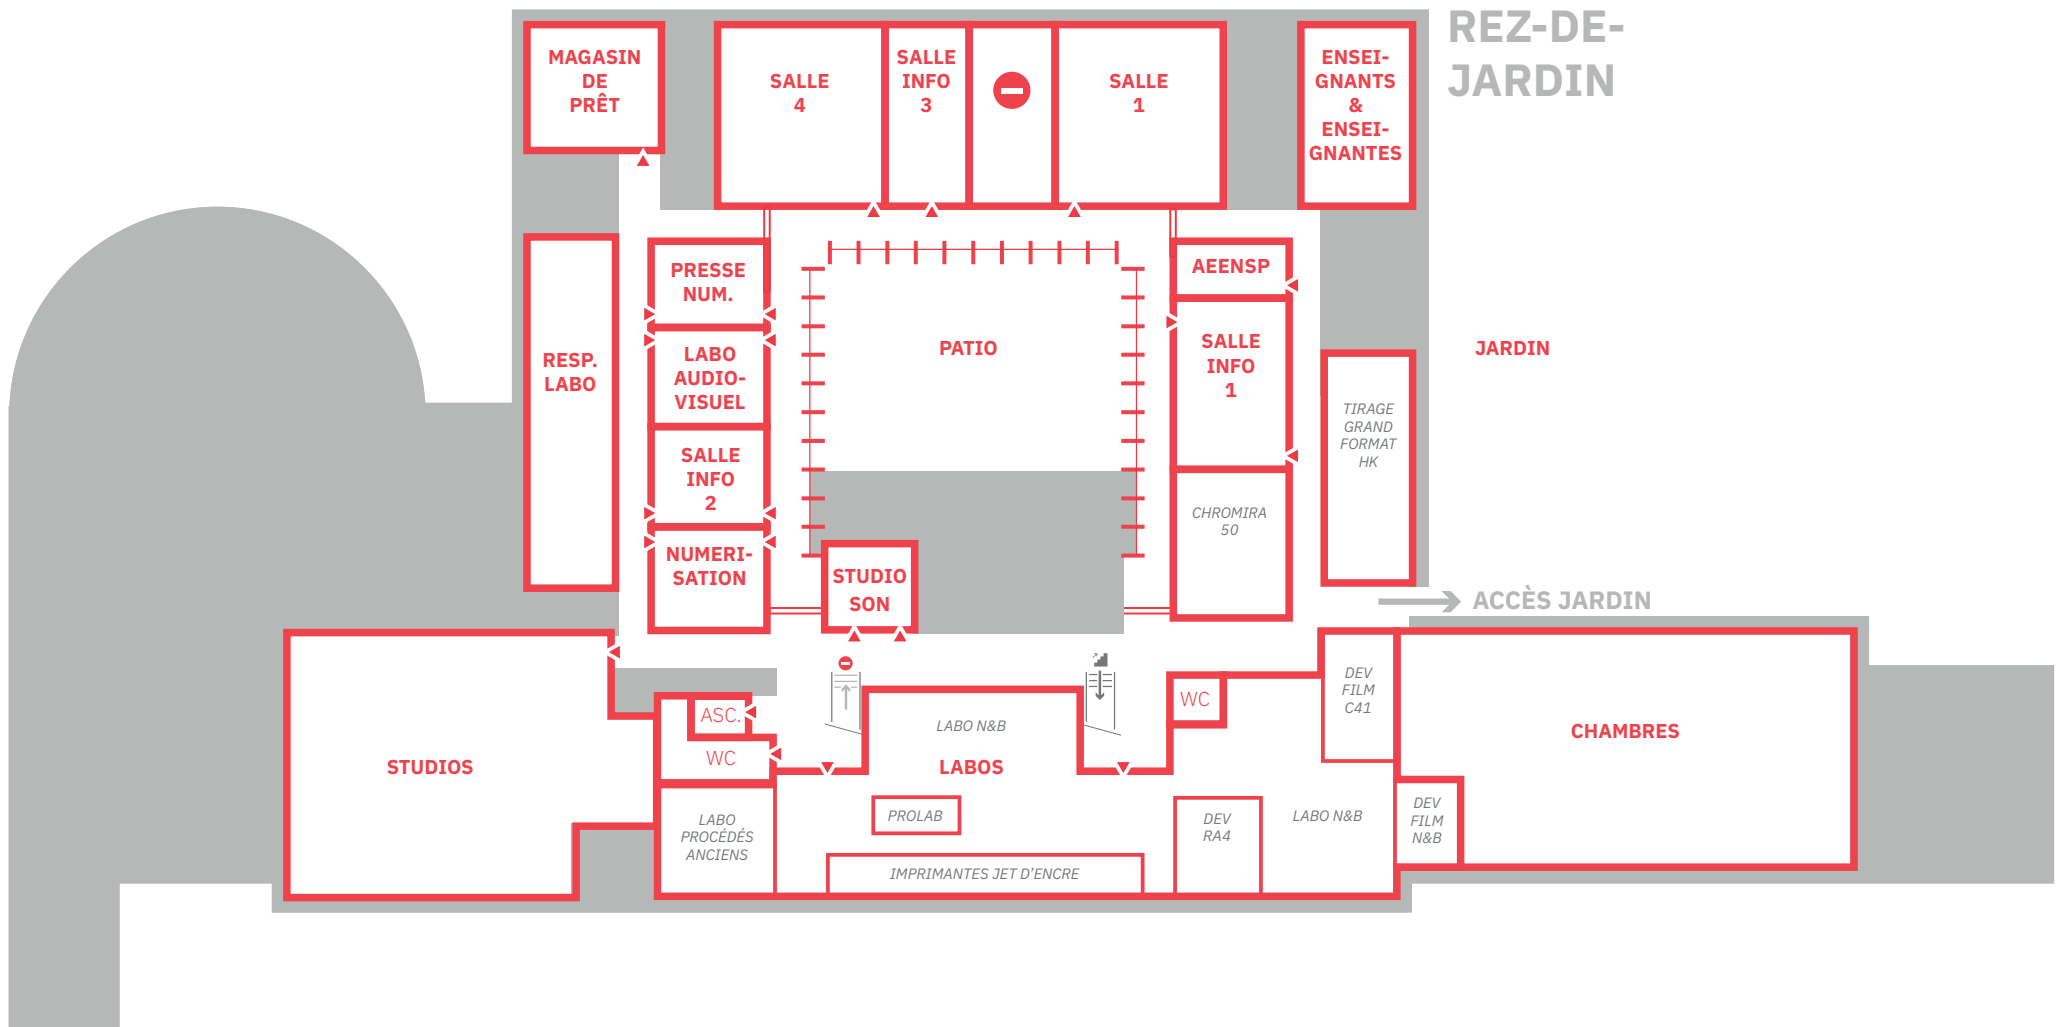 REZ-DE-
JARDIN
MAGASIN
DE
PRÊT
SALLE
4
SALLE
INFO
3
SALLE
1
ENSEI-
GNANTS
&
ENSEI-
GNANTES
RESP.
LABO
PRESSE
NUM.
LABO
AUDIO-
VISUEL
SALLE
INFO
2
NUMERI-
SATION
PATIO
STUDIO
SON
AEENSP
SALLE
INFO
1
CHROMIRA
50
TIRAGE
GRAND
FORMAT
HK
JARDIN
ACCÈS JARDIN
STUDIOS
ASC.
WC
LABO
PROCÉDÉS
ANCIENS
LABO N&B
LABOS
PROLAB
IMPRIMANTES JET D’ENCRE
WC
DEV
RA4
LABO N&B
DEV
FILM
C41
DEV
FILM
N&B
CHAMBRES